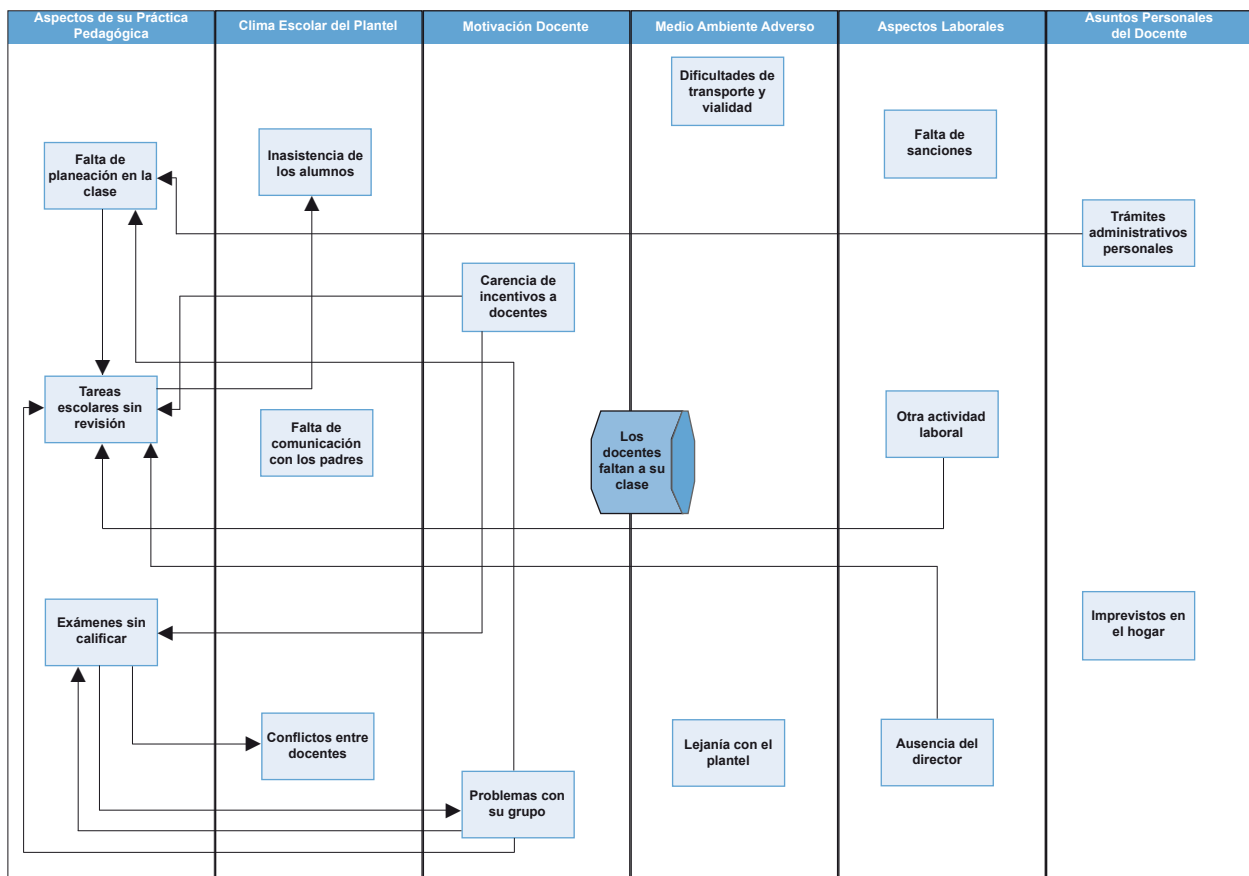 Aspectos de su Práctica
Pedagógica
Clima Escolar del Plantel
Motivación Docente
Medio Ambiente Adverso
Aspectos Laborales
Asuntos Personales
del Docente
Falta de
planeación en la
clase
Tareas
escolares sin
revisión
Exámenes sin
calificar
Inasistencia de
los alumnos
Falta de
comunicación
con los padres
Conflictos entre
docentes
Carencia de
incentivos a
docentes
Problemas con
su grupo
Los
docentes
faltan a su
clase
Dificultades de
transporte y
vialidad
Lejanía con el
plantel
Falta de
sanciones
Otra actividad
laboral
Ausencia del
director
Trámites
administrativos
personales
Imprevistos en
el hogar